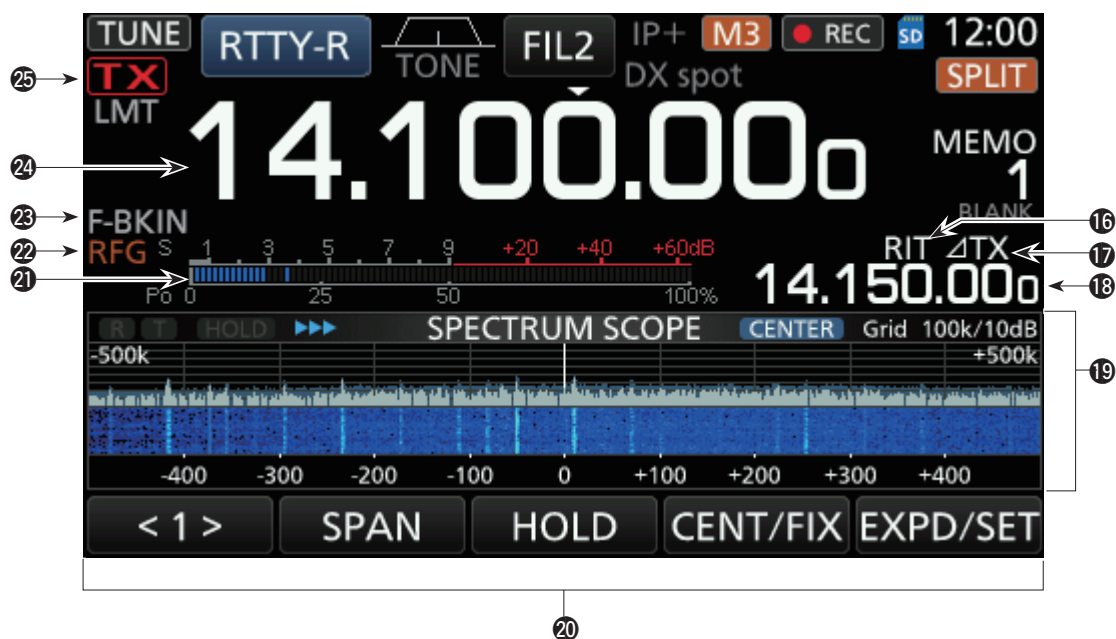 TUNE RTTY-R TONE FIL2 IP+ M3 REC SD 12:00
㉕ TX DX spot SPLIT
LMT
㉔ 14.100.000 MEMO
1
㉓ F-BKIN BLANK ⑯
㉒ RFG S 1 3 5 7 9 +20 +40 +60dB RIT ⊿TX ⑰
㉑ 14.150.000 ⑱
Po 0 25 50 100%
R T HOLD SPECTRUM SCOPE CENTER Grid 100k/10dB
-500k +500k
⑲
-400 -300 -200 -100 0 +100 +200 +300 +400
< 1 > SPAN HOLD CENT/FIX EXPD/SET
⑳